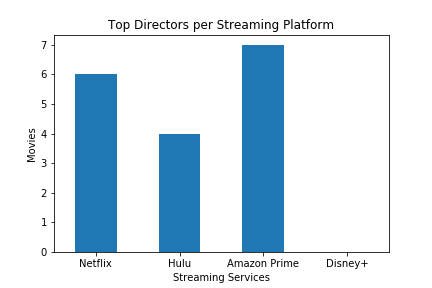 Top Directors per Streaming Platform
7
6
5
4
3
2
1
0
Movies
Netflix Hulu Amazon Prime Disney+
Streaming Services